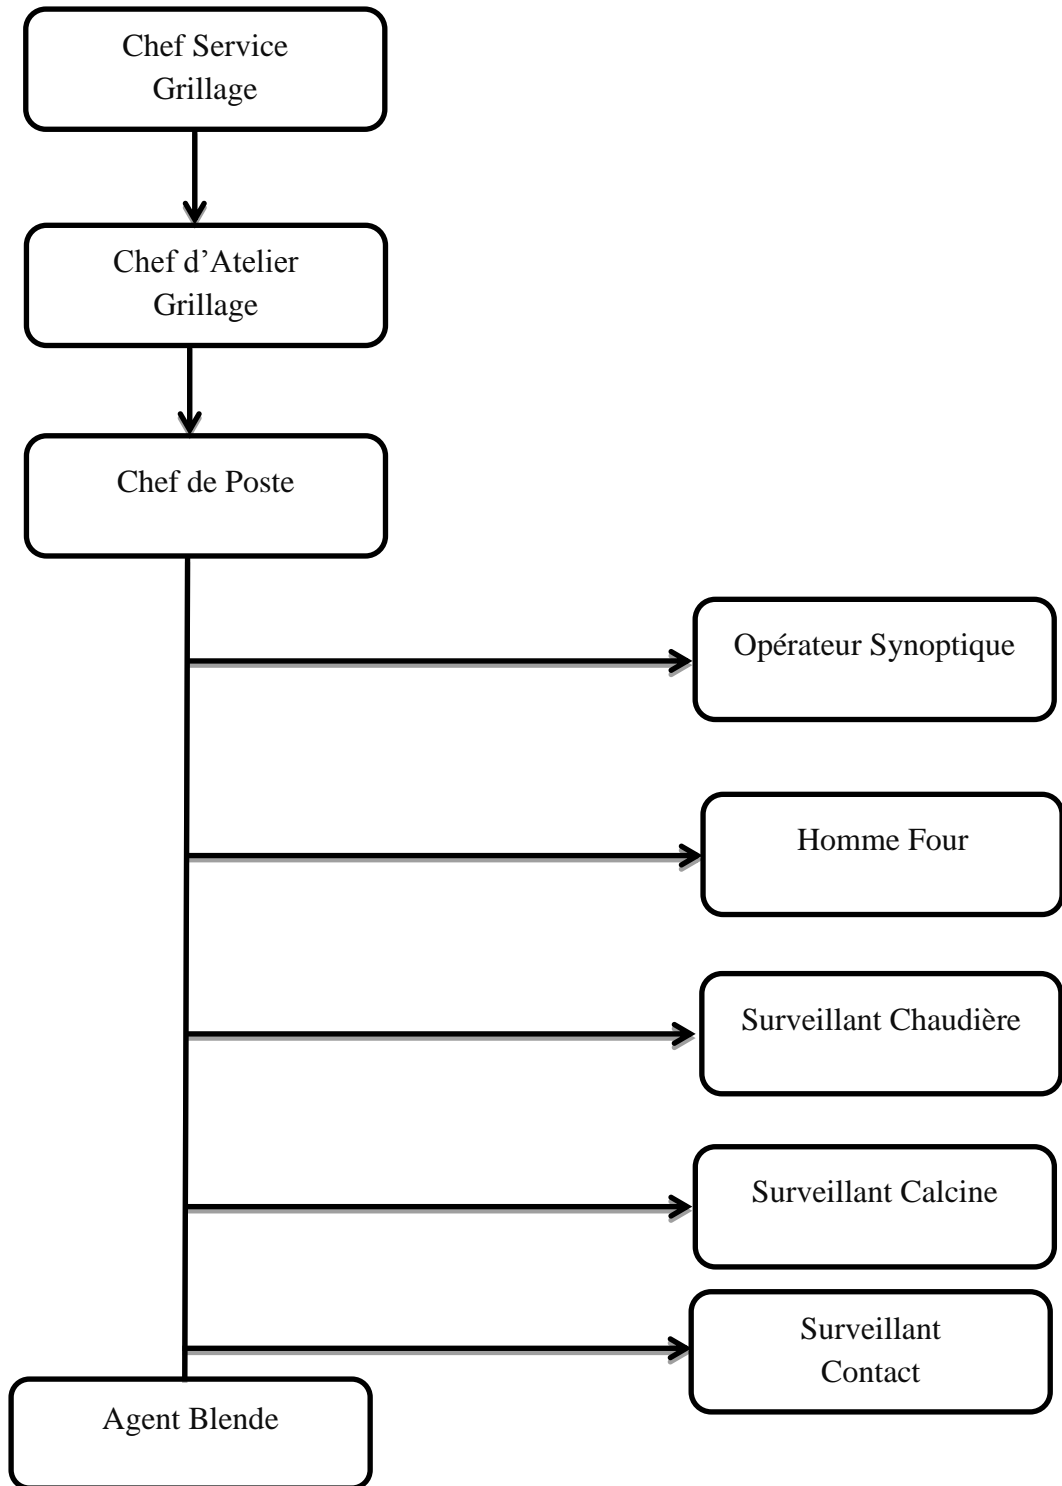 Chef Service
Grillage
Chef d’Atelier
Grillage
Chef de Poste
Opérateur Synoptique
Homme Four
Surveillant Chaudière
Surveillant Calcine
Surveillant
Contact
Agent Blende